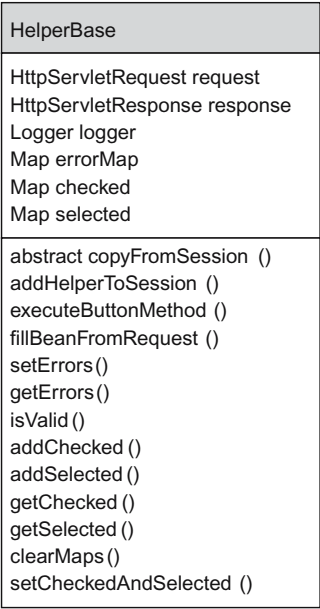 HelperBase
HttpServletRequest request
HttpServletResponse response
Logger logger
Map errorMap
Map checked
Map selected
abstract copyFromSession ()
addHelperToSession ()
executeButtonMethod ()
fillBeanFromRequest ()
setErrors()
getErrors()
isValid()
addChecked()
addSelected()
getChecked()
getSelected()
clearMaps()
setCheckedAndSelected ()